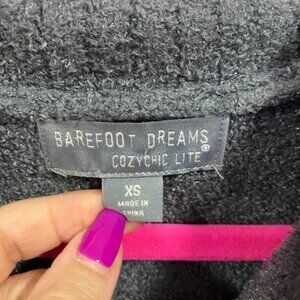 BAREFOOT DREAMS®
COZYCHIC LITE®
XS
MADE IN
CHINA